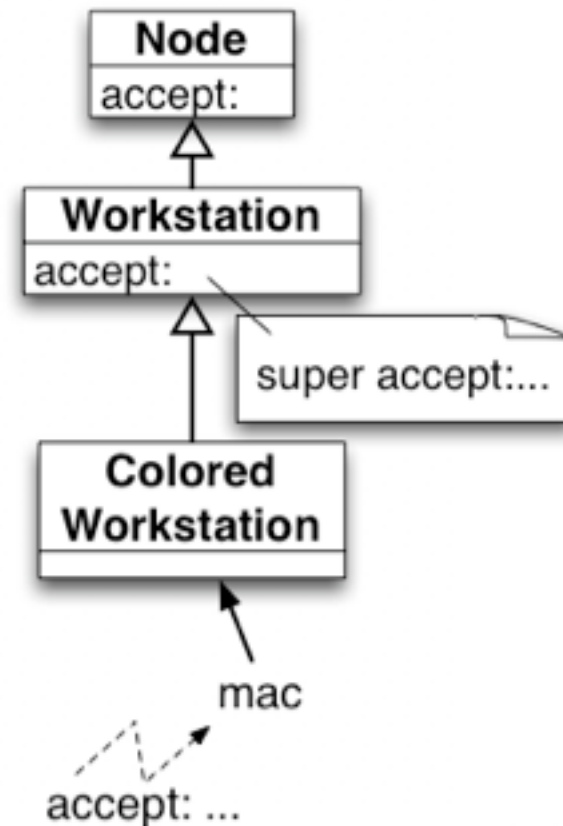 Node
accept:
Workstation
accept:
super accept:...
Colored
Workstation
mac
accept: ...